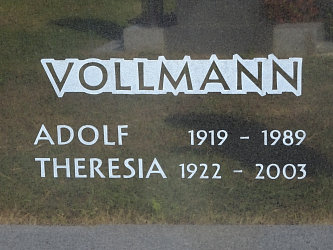 VOLLMANN
ADOLF 1919 - 1989
THERESIA 1922 - 2003